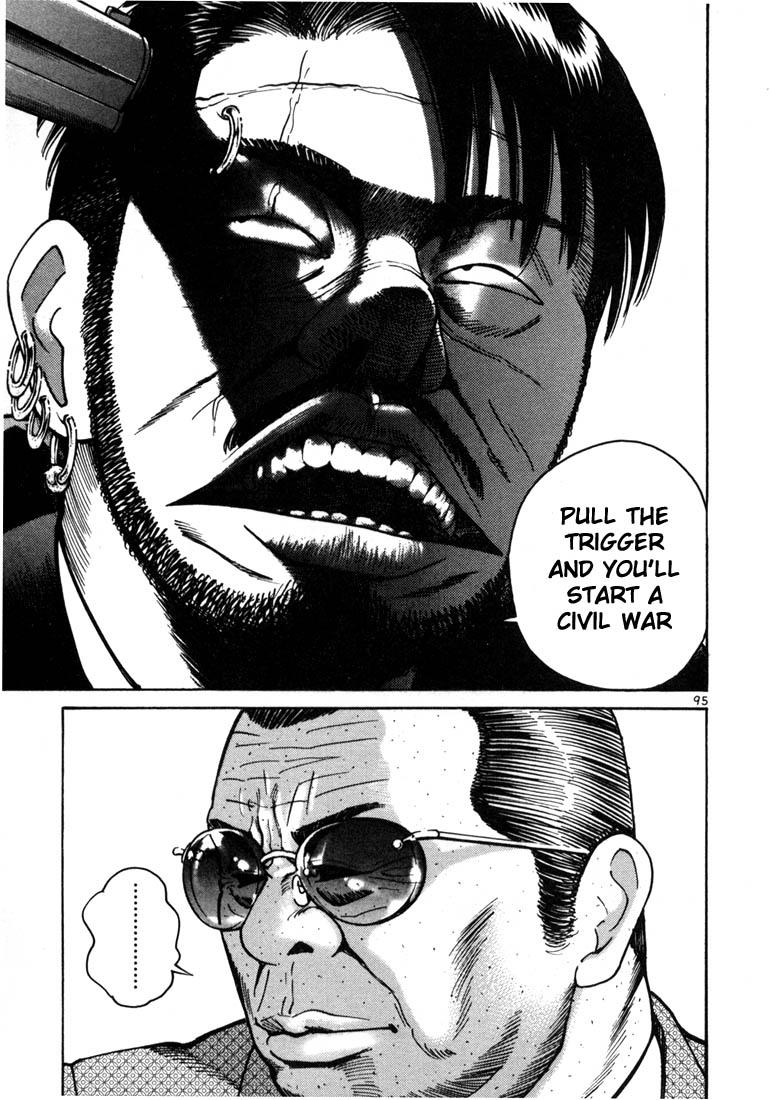 PULL THE
TRIGGER
AND YOU'LL
START A
CIVIL WAR
95
..........